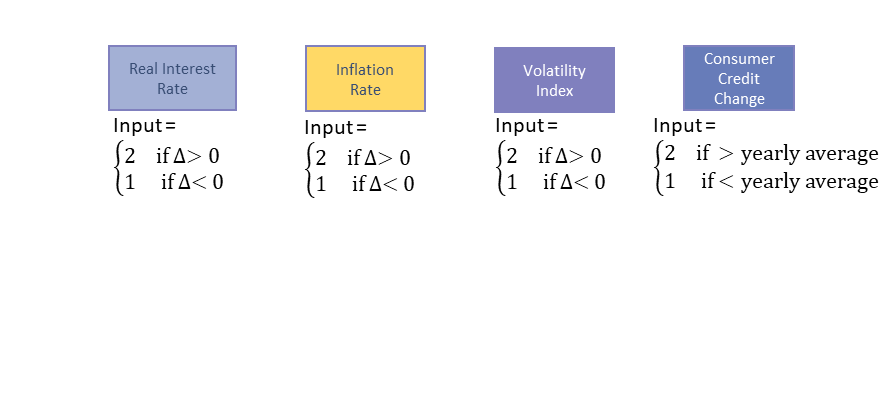 Real Interest
Rate
Input=
{2 if Δ> 0
1 if Δ< 0
Inflation
Rate
Input=
{2 if Δ> 0
1 if Δ< 0
Volatility
Index
Input=
{2 if Δ> 0
1 if Δ< 0
Consumer
Credit
Change
Input=
{2 if > yearly average
1 if < yearly average